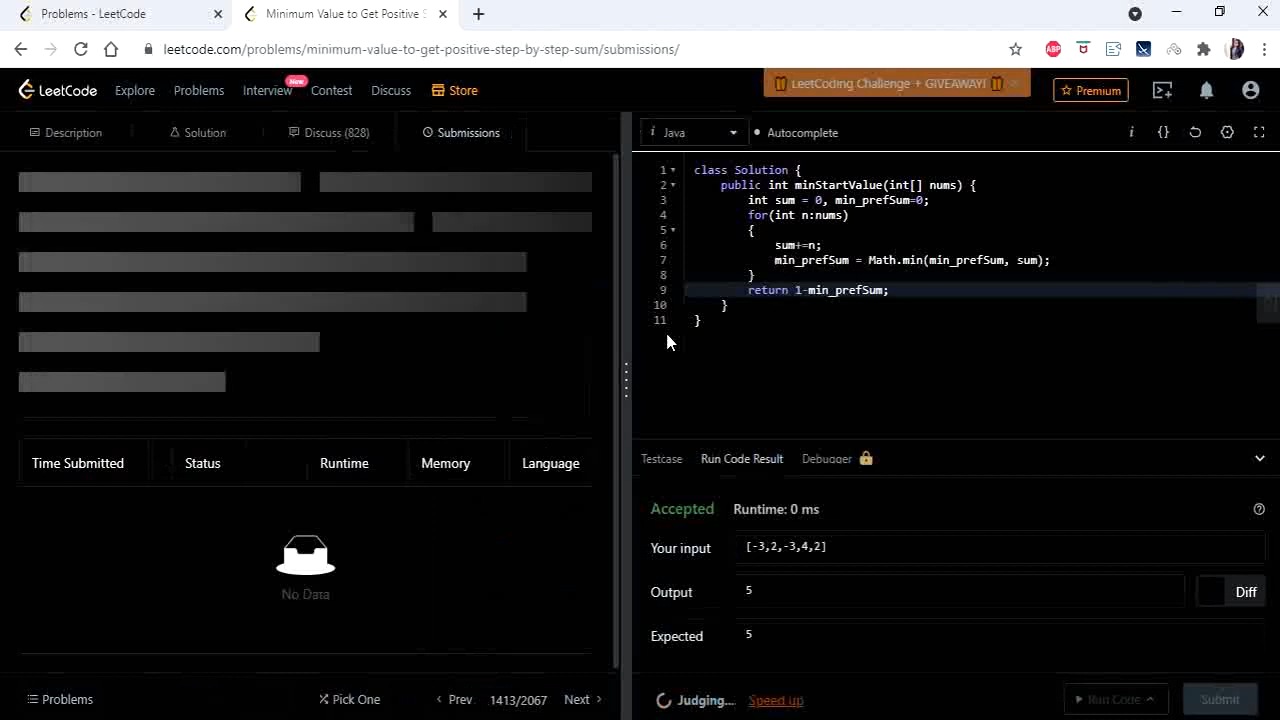 Problems - LeetCode
Minimum Value to Get Positive S
leetcode.com/problems/minimum-value-to-get-positive-step-by-step-sum/submissions/
ABP
LeetCode
Explore
Problems
Interview
New
Contest
Discuss
Store
LeetCoding Challenge + GIVEAWAY!
Premium
Description
Solution
Discuss (828)
Submissions
i Java
Autocomplete
i {}
1 class Solution {
2 public int minStartValue(int[] nums) {
3 int sum = 0, min_prefSum=0;
4 for(int n:nums)
5 {
6 sum+=n;
7 min_prefSum = Math.min(min_prefSum, sum);
8 }
9 return 1-min_prefSum;
10 }
11 }
Time Submitted Status Runtime Memory Language
No Data
Testcase Run Code Result Debugger
Accepted Runtime: 0 ms
Your input [-3,2,-3,4,2]
Output 5 Diff
Expected 5
Problems
Pick One
Prev 1413/2067 Next
Judging... Speed up
Run Code
Submit